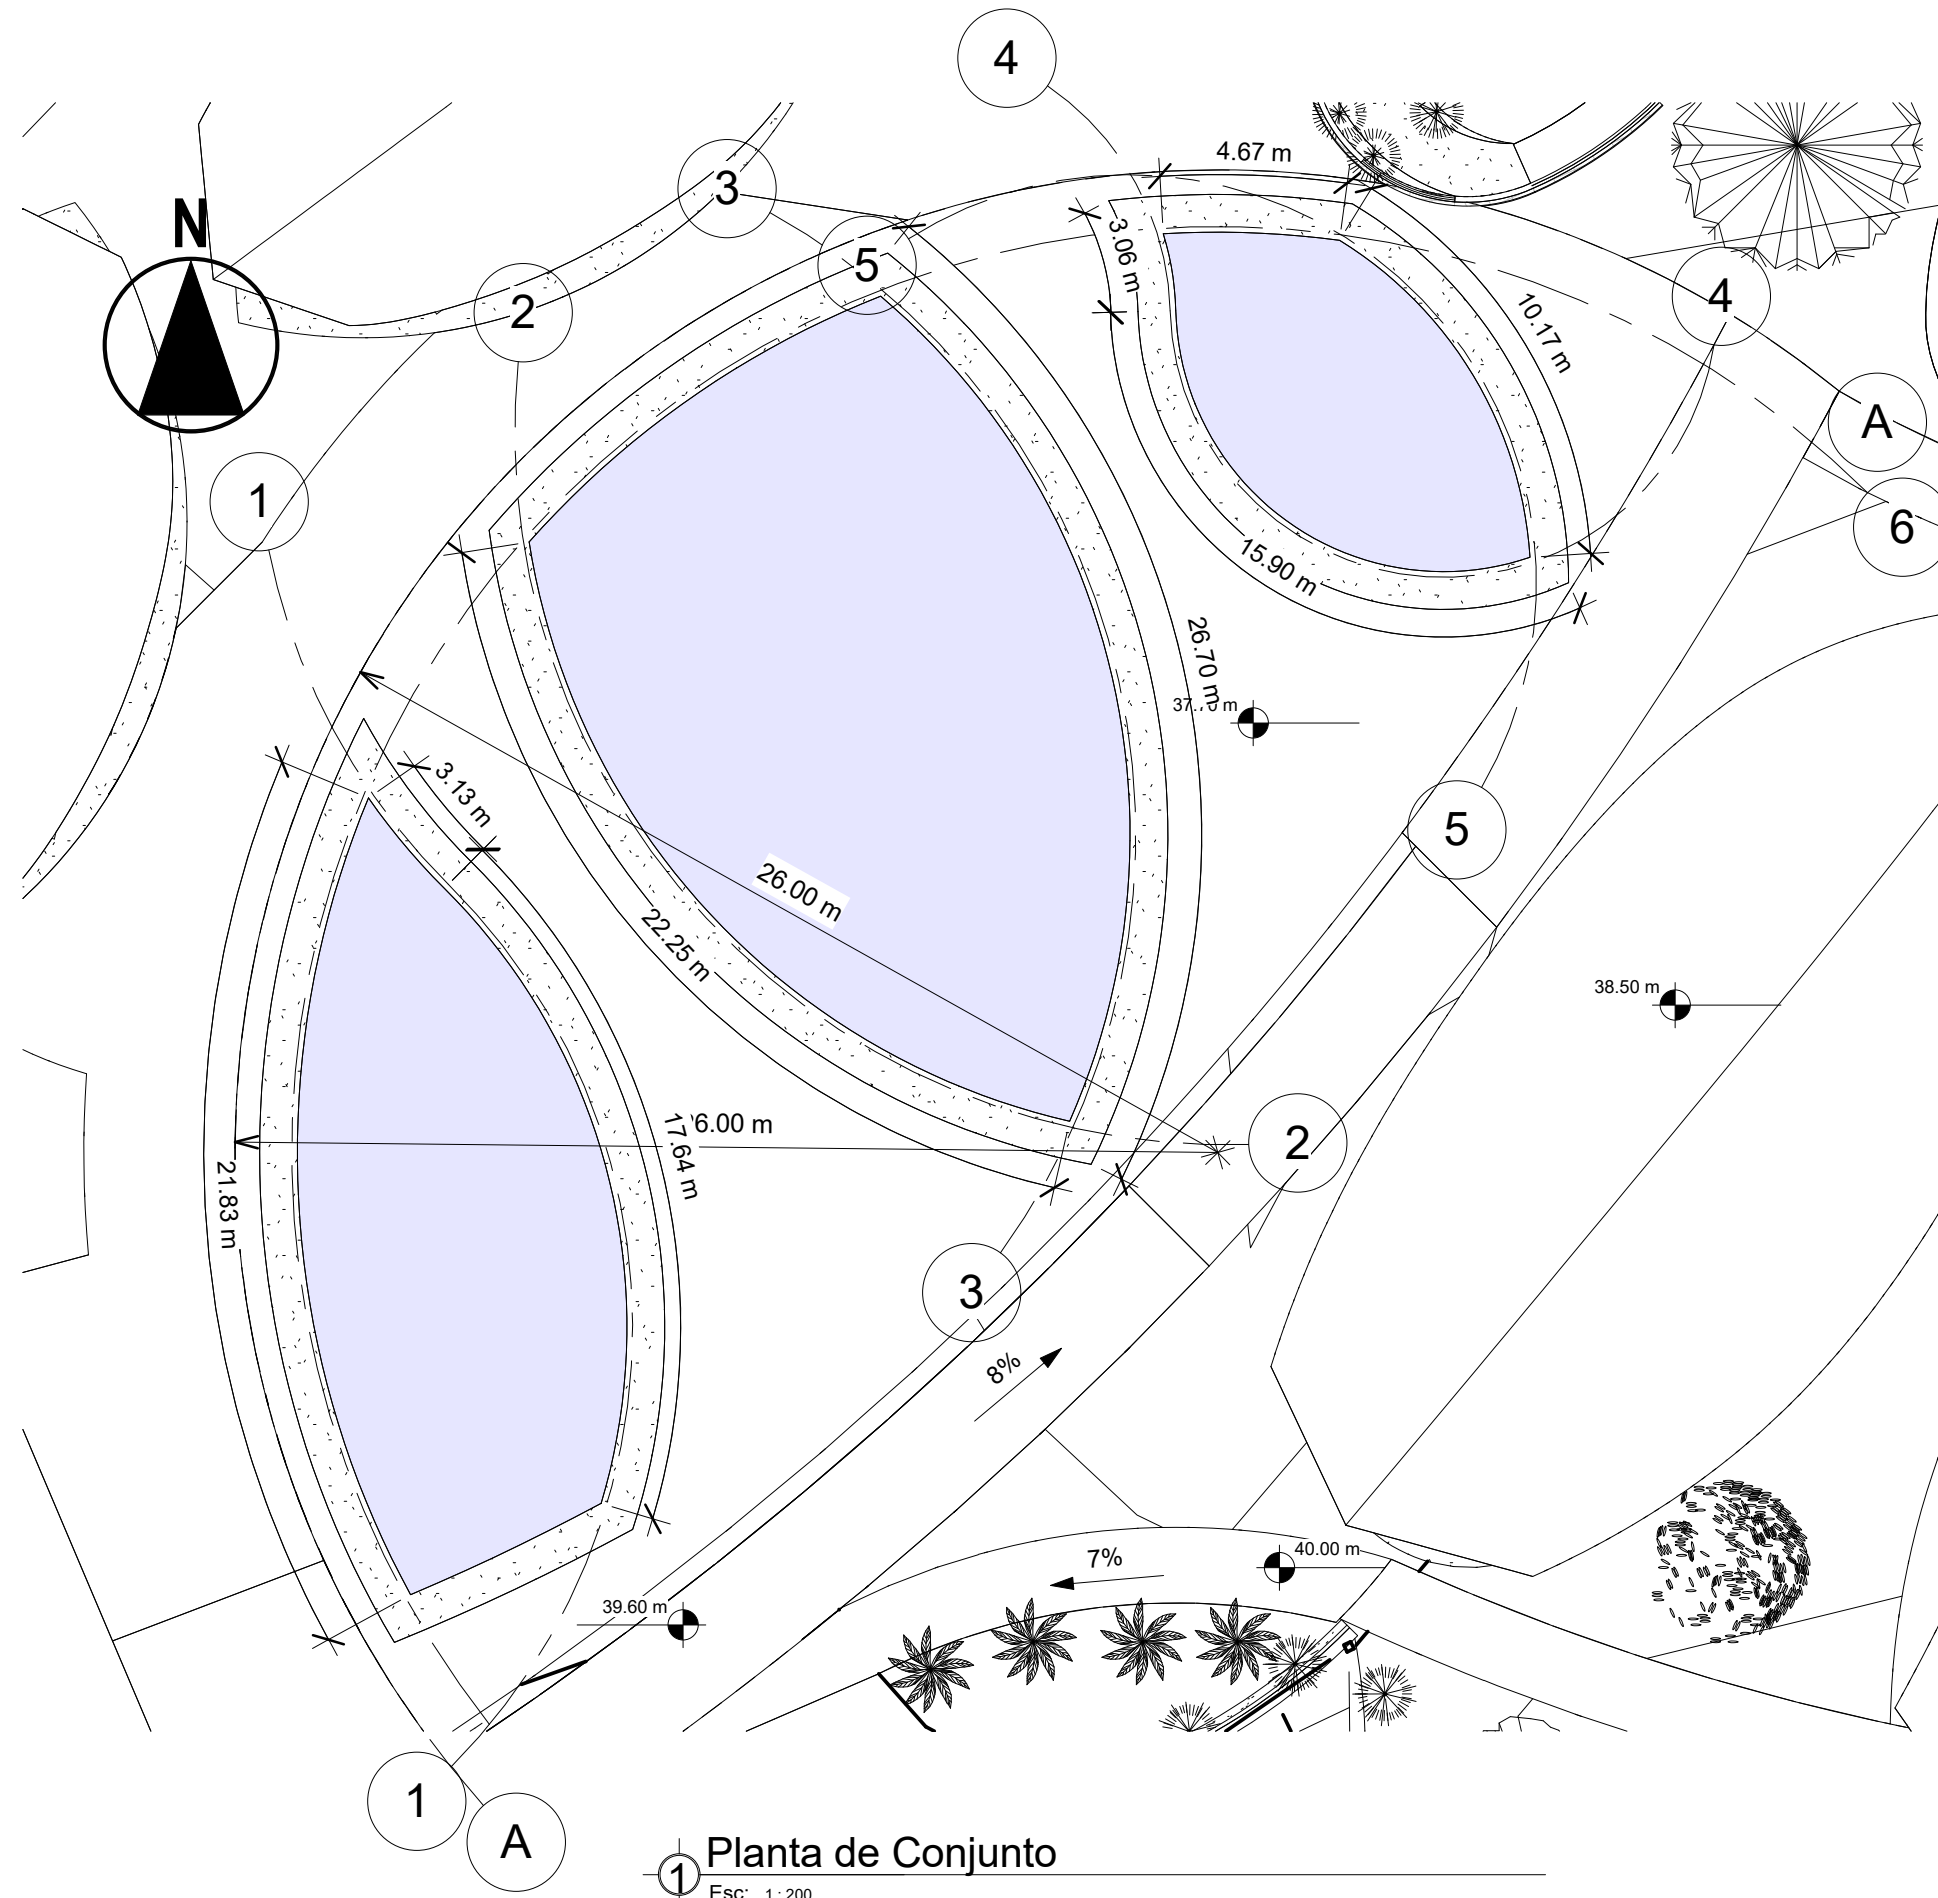 4
4.67 m
3
N
3.06 m
5
2
4
10.17 m
A
1
6
15.90 m
26.70 m
3.13 m
5
26.00 m
22.25 m
38.50 m
6.00 m
17.64 m
2
21.83 m
3
8%
7%
40.00 m
39.60 m
1
A
Planta de Conjunto
1
Esc: 1 : 200